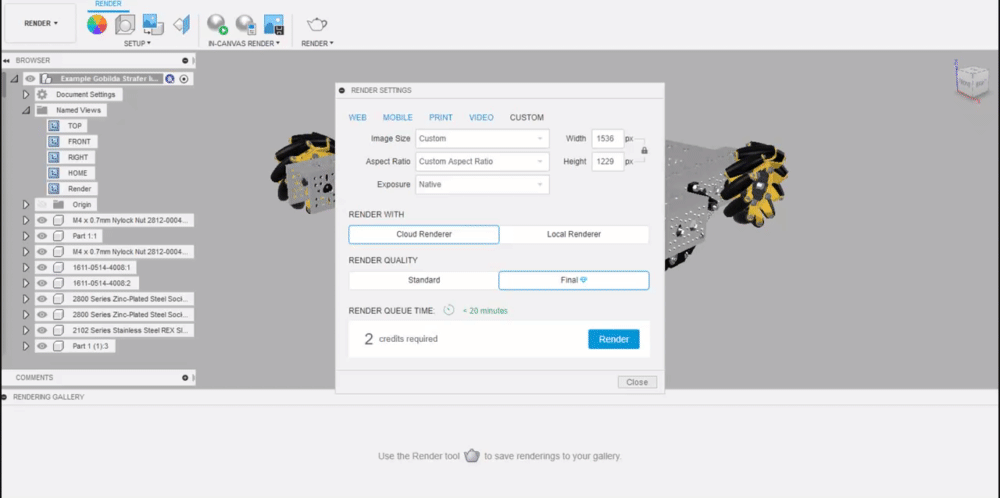 RENDER
RENDER
SETUP
IN-CANVAS RENDER
RENDER
BROWSER
Example Gobilda Strafer k...
Document Settings
Named Views
TOP
FRONT
RIGHT
HOME
Render
Origin
M4 x 0.7mm Nylock Nut 2812-0004...
Part 1:1
M4 x 0.7mm Nylock Nut 2812-0004...
1611-0514-4008:1
1611-0514-4008:2
2800 Series Zinc-Plated Steel Soci...
2800 Series Zinc-Plated Steel Soci...
2102 Series Stainless Steel REX Sl...
Part 1 (1):3
COMMENTS
RENDER SETTINGS
WEB MOBILE PRINT VIDEO CUSTOM
Image Size Custom Width 1536 px
Aspect Ratio Custom Aspect Ratio Height 1229 px
Exposure Native
RENDER WITH
Cloud Renderer Local Renderer
RENDER QUALITY
Standard Final
RENDER QUEUE TIME: < 20 minutes
2 credits required Render
Close
RENDERING GALLERY
Use the Render tool to save renderings to your gallery.